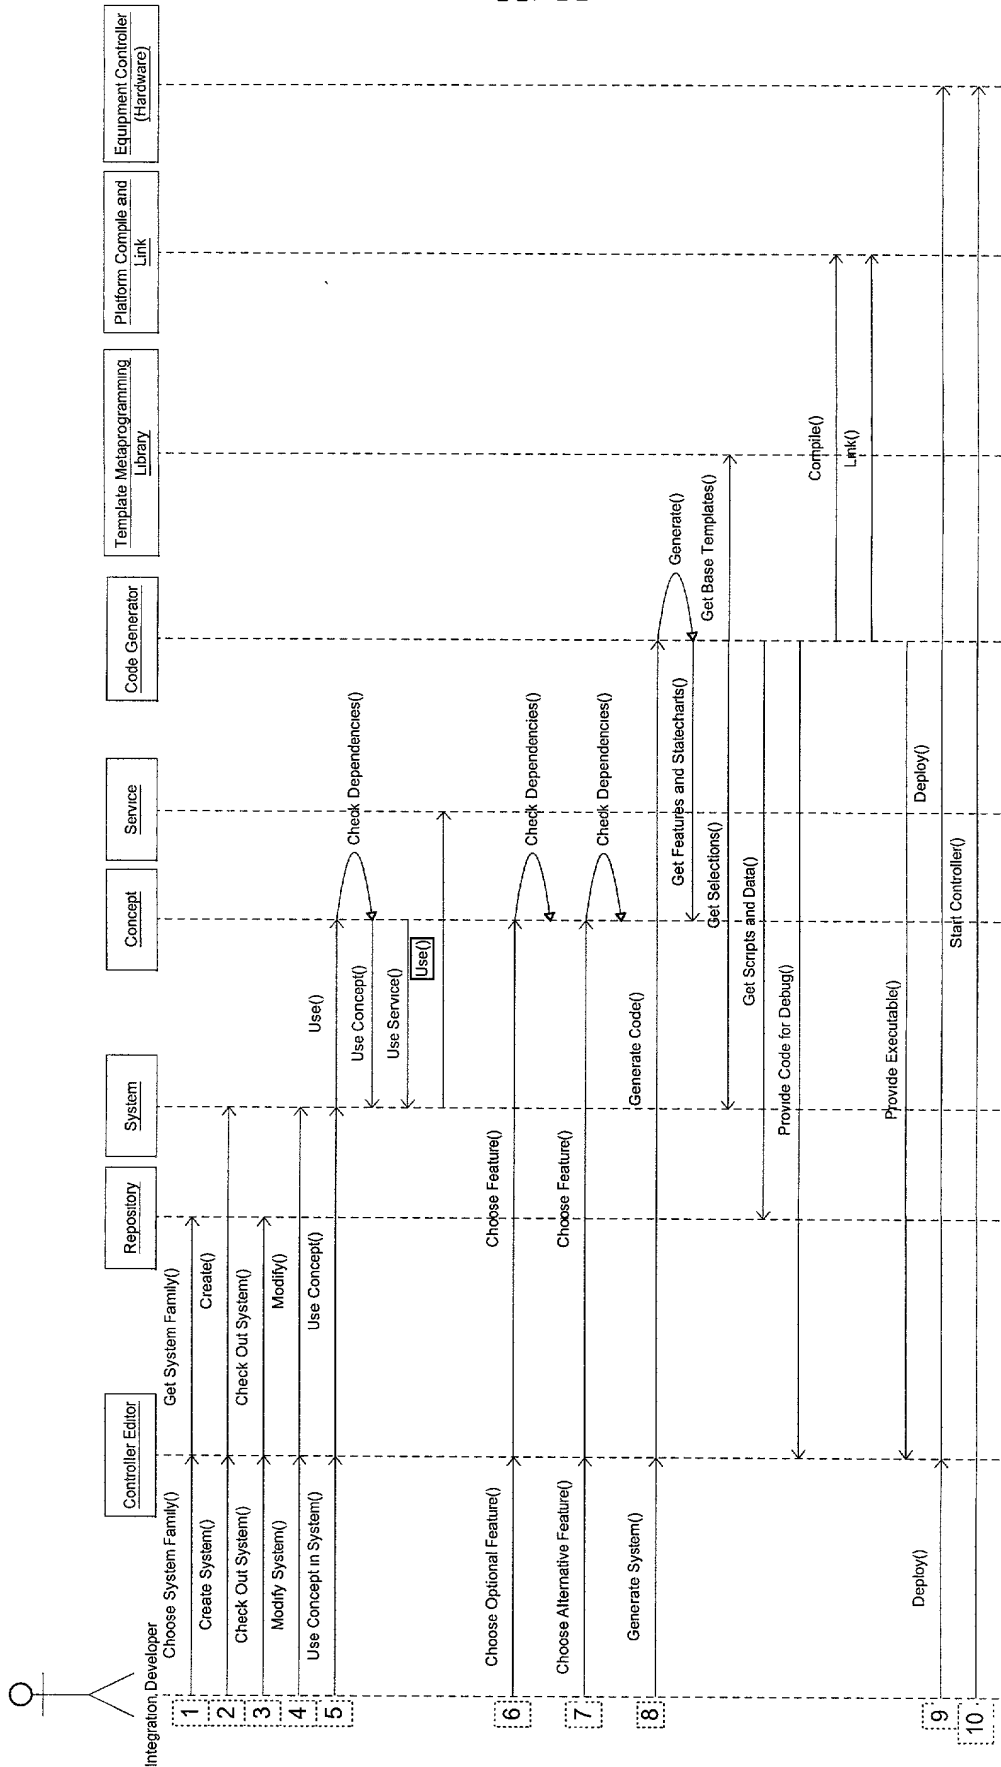 Integration Developer
Controller Editor
Repository
System
Concept
Service
Code Generator
Template Metaprogramming
Library
Platform Compile and
Link
Equipment Controller
(Hardware)
1
Choose System Family()
Get System Family()
2
Create System()
Create()
3
Check Out System()
Check Out System()
4
Modify System()
Modify()
5
Use Concept in System()
Use Concept()
Use()
Check Dependencies()
Use Concept()
Use Service()
Use()
6
Choose Optional Feature()
Choose Feature()
Check Dependencies()
7
Choose Alternative Feature()
Choose Feature()
Check Dependencies()
8
Generate System()
Generate Code()
Generate()
Get Features and Statecharts()
Get Selections()
Get Base Templates()
Get Scripts and Data()
Provide Code for Debug()
Compile()
Link()
Provide Executable()
9
Deploy()
Deploy()
10
Start Controller()